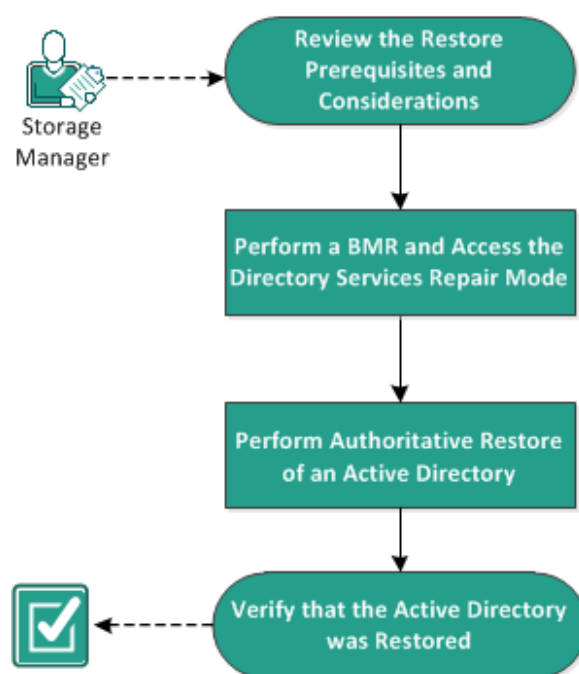 Review the Restore
Prerequisites and
Considerations
Storage
Manager
Perform a BMR and Access the
Directory Services Repair Mode
Perform Authoritative Restore
of an Active Directory
Verify that the Active Directory
was Restored